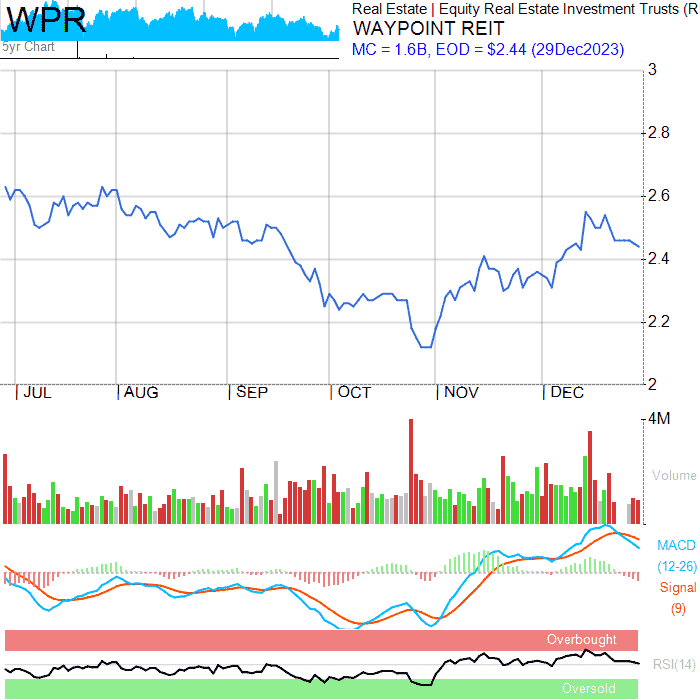 WPR
5yr Chart
Real Estate | Equity Real Estate Investment Trusts (R
WAYPOINT REIT
MC = 1.6B, EOD = $2.44 (29Dec2023)
3
2.8
2.6
2.4
2.2
2
| JUL | AUG | SEP | OCT | NOV | DEC
4M
Volume
MACD
(12-26)
Signal
(9)
Overbought
RSI(14)
Oversold